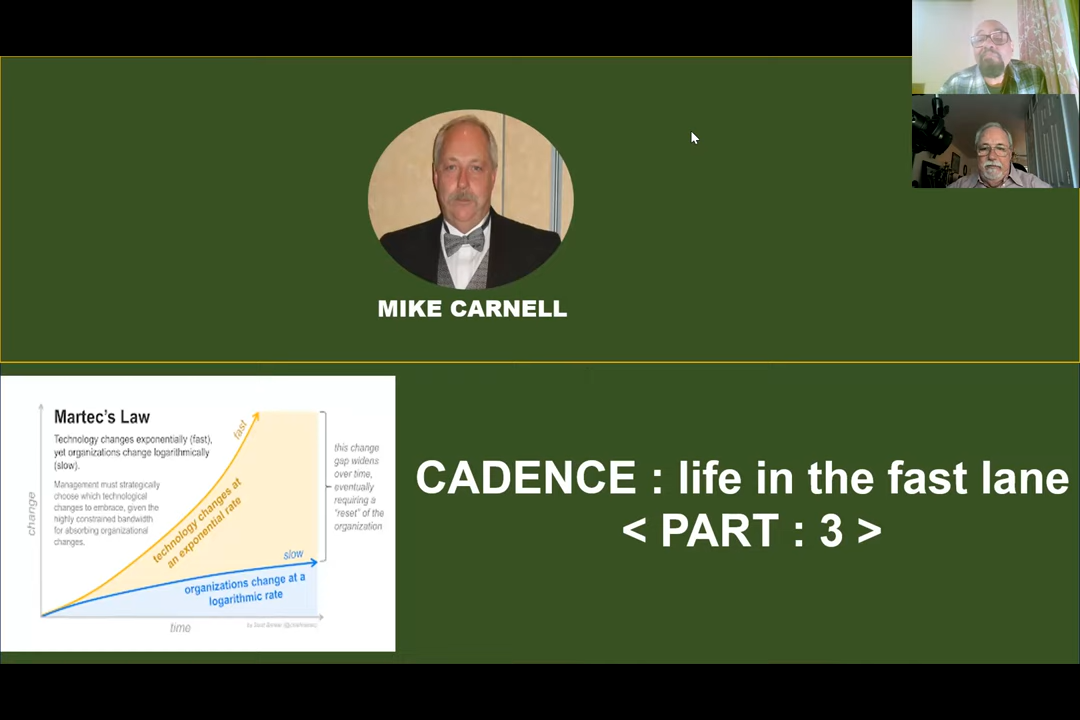 MIKE CARNELL
Martec's Law
Technology changes exponentially (fast),
yet organizations change logarithmically
(slow).
Management must strategically
choose which technological
changes to embrace, given the
highly constrained bandwidth
for absorbing organizational
changes.
change
fast
technology changes at
an exponential rate
slow
organizations change at a
logarithmic rate
time
this change
gap widens
over time,
eventually
requiring a
"reset" of the
organization
CADENCE : life in the fast lane
< PART : 3 >